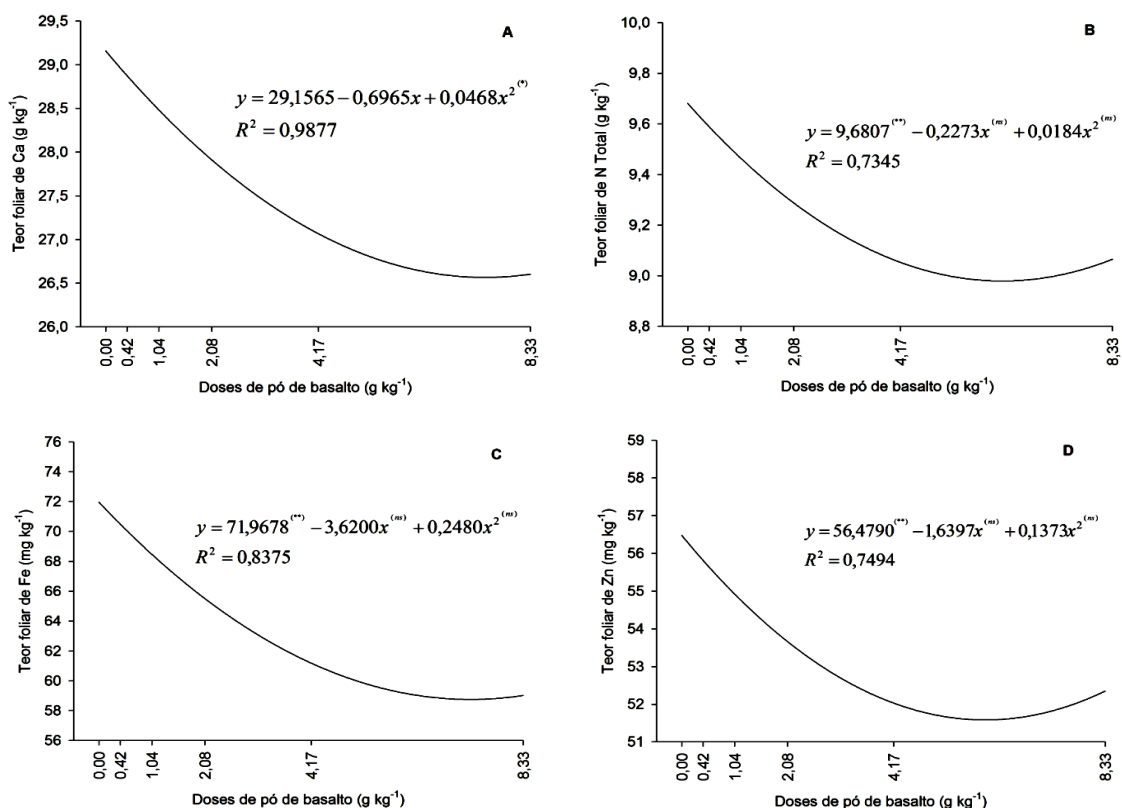 A
29,5
29,0
28,5
28,0
27,5
27,0
26,5
26,0
Teor foliar de Ca (g kg⁻¹)
y = 29,1565 − 0,6965x + 0,0468x² ⁽*⁾
R² = 0,9877
0,00 0,42 1,04 2,08 4,17 8,33
Doses de pó de basalto (g kg⁻¹)
B
10,0
9,8
9,6
9,4
9,2
9,0
8,8
Teor foliar de N Total (g kg⁻¹)
y = 9,6807⁽**⁾ − 0,2273x⁽ⁿˢ⁾ + 0,0184x² ⁽ⁿˢ⁾
R² = 0,7345
0,00 0,42 1,04 2,08 4,17 8,33
Doses de pó de basalto (g kg⁻¹)
C
76
74
72
70
68
66
64
62
60
58
56
Teor foliar de Fe (mg kg⁻¹)
y = 71,9678⁽**⁾ − 3,6200x⁽ⁿˢ⁾ + 0,2480x² ⁽ⁿˢ⁾
R² = 0,8375
0,00 0,42 1,04 2,08 4,17 8,33
Doses de pó de basalto (g kg⁻¹)
D
59
58
57
56
55
54
53
52
51
Teor foliar de Zn (mg kg⁻¹)
y = 56,4790⁽**⁾ − 1,6397x⁽ⁿˢ⁾ + 0,1373x² ⁽ⁿˢ⁾
R² = 0,7494
0,00 0,42 1,04 2,08 4,17 8,33
Doses de pó de basalto (g kg⁻¹)